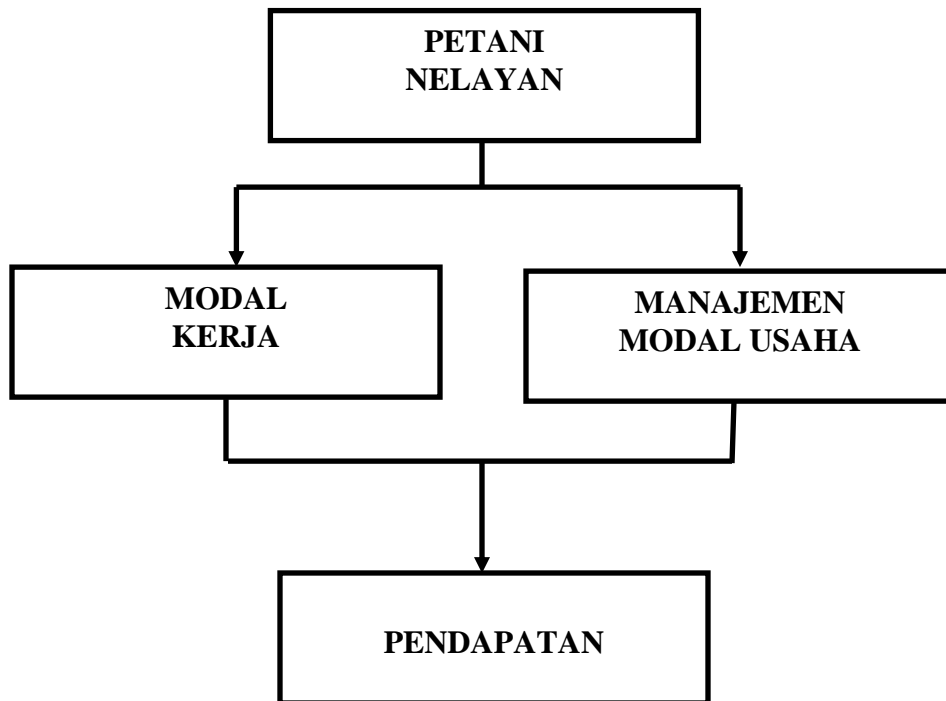 PETANI
NELAYAN
MODAL
KERJA
MANAJEMEN
MODAL USAHA
PENDAPATAN